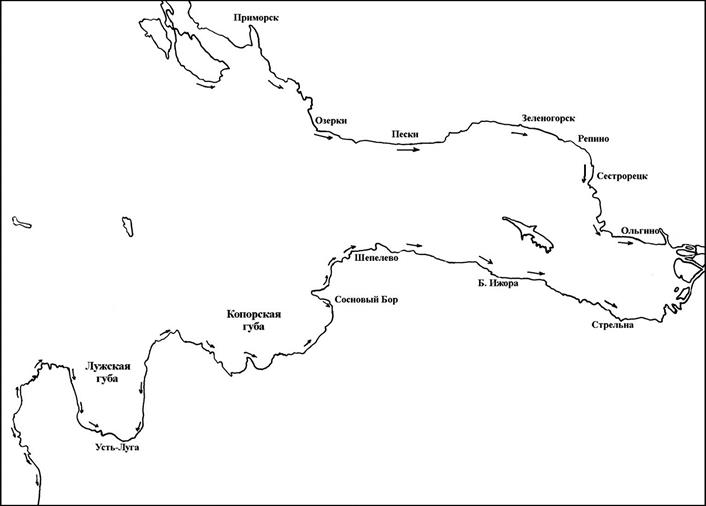 Приморск
Озерки
Пески
Зеленогорск
Репино
Сестрорецк
Ольгино
Шепелево
Б. Ижора
Сосновый Бор
Копорская
губа
Стрельна
Лужская
губа
Усть-Луга